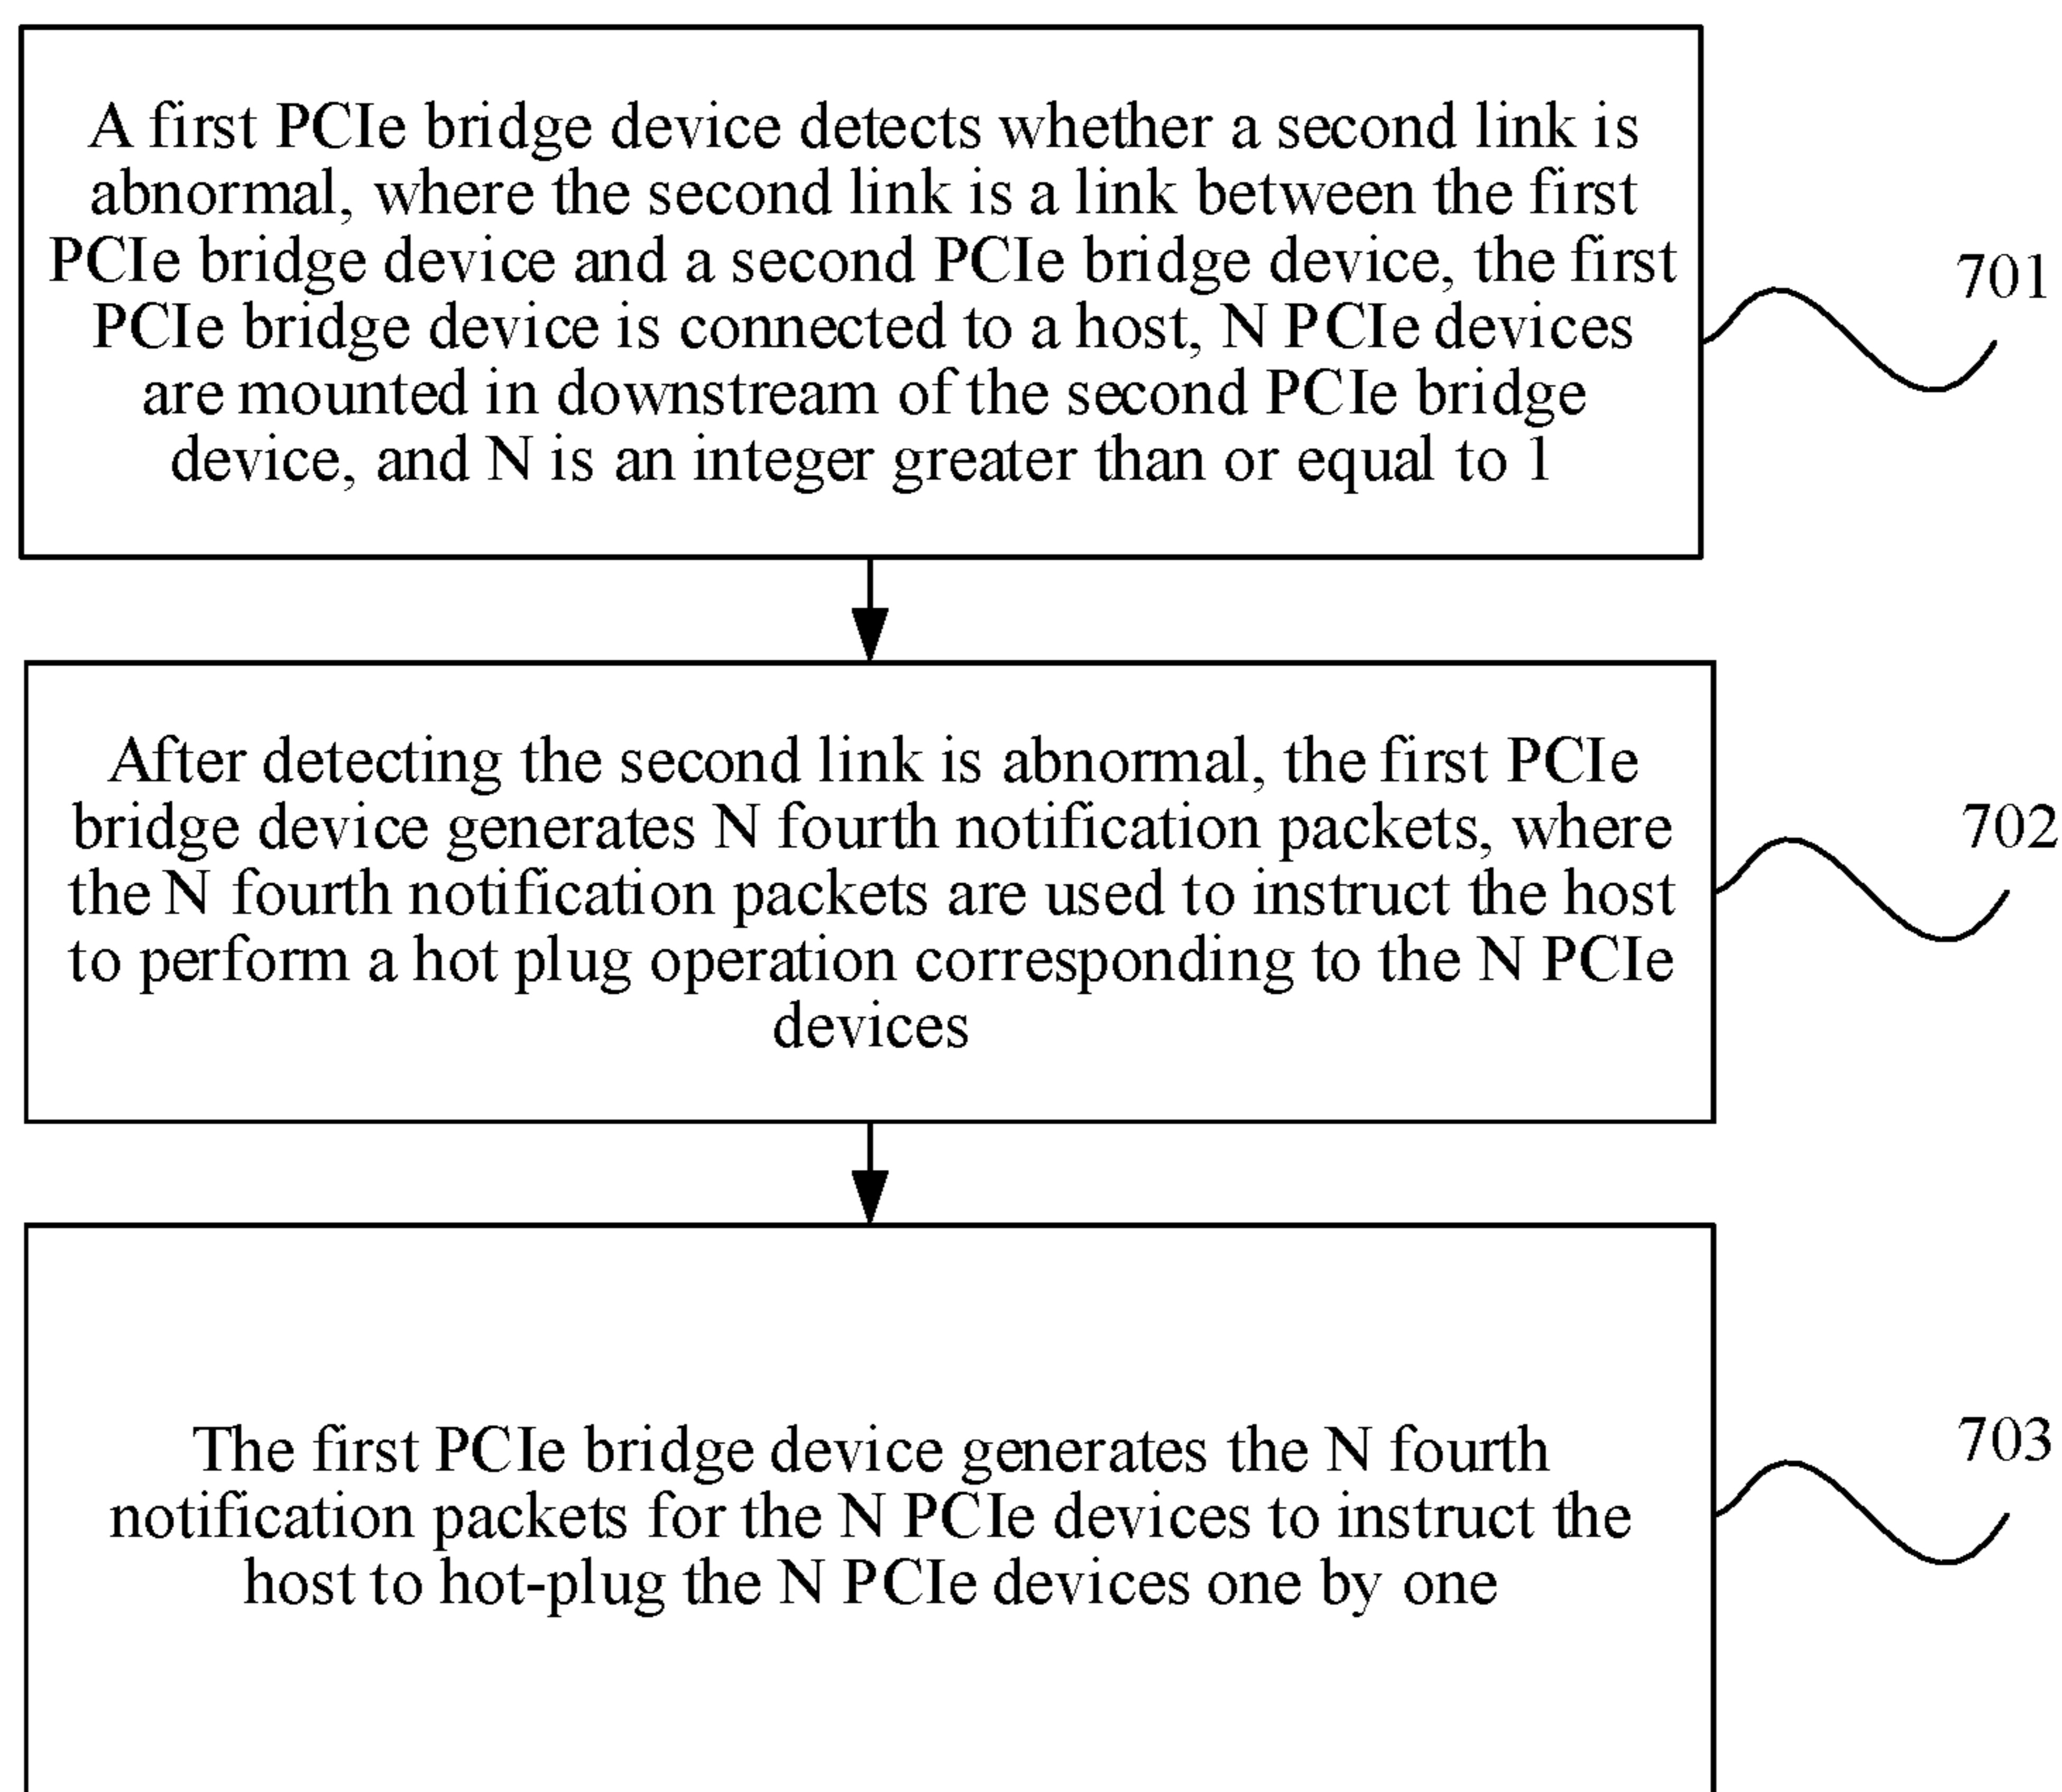 A first PCIe bridge device detects whether a second link is
abnormal, where the second link is a link between the first
PCIe bridge device and a second PCIe bridge device, the first
PCIe bridge device is connected to a host, N PCIe devices
are mounted in downstream of the second PCIe bridge
device, and N is an integer greater than or equal to 1
701
After detecting the second link is abnormal, the first PCIe
bridge device generates N fourth notification packets, where
the N fourth notification packets are used to instruct the host
to perform a hot plug operation corresponding to the N PCIe
devices
702
The first PCIe bridge device generates the N fourth
notification packets for the N PCIe devices to instruct the
host to hot-plug the N PCIe devices one by one
703